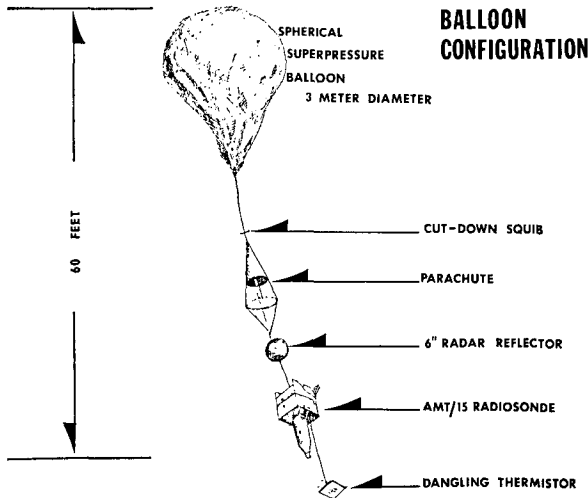 BALLOON
CONFIGURATION
SPHERICAL
SUPERPRESSURE
BALLOON
3 METER DIAMETER
60 FEET
CUT-DOWN SQUIB
PARACHUTE
6" RADAR REFLECTOR
AMT/15 RADIOSONDE
DANGLING THERMISTOR